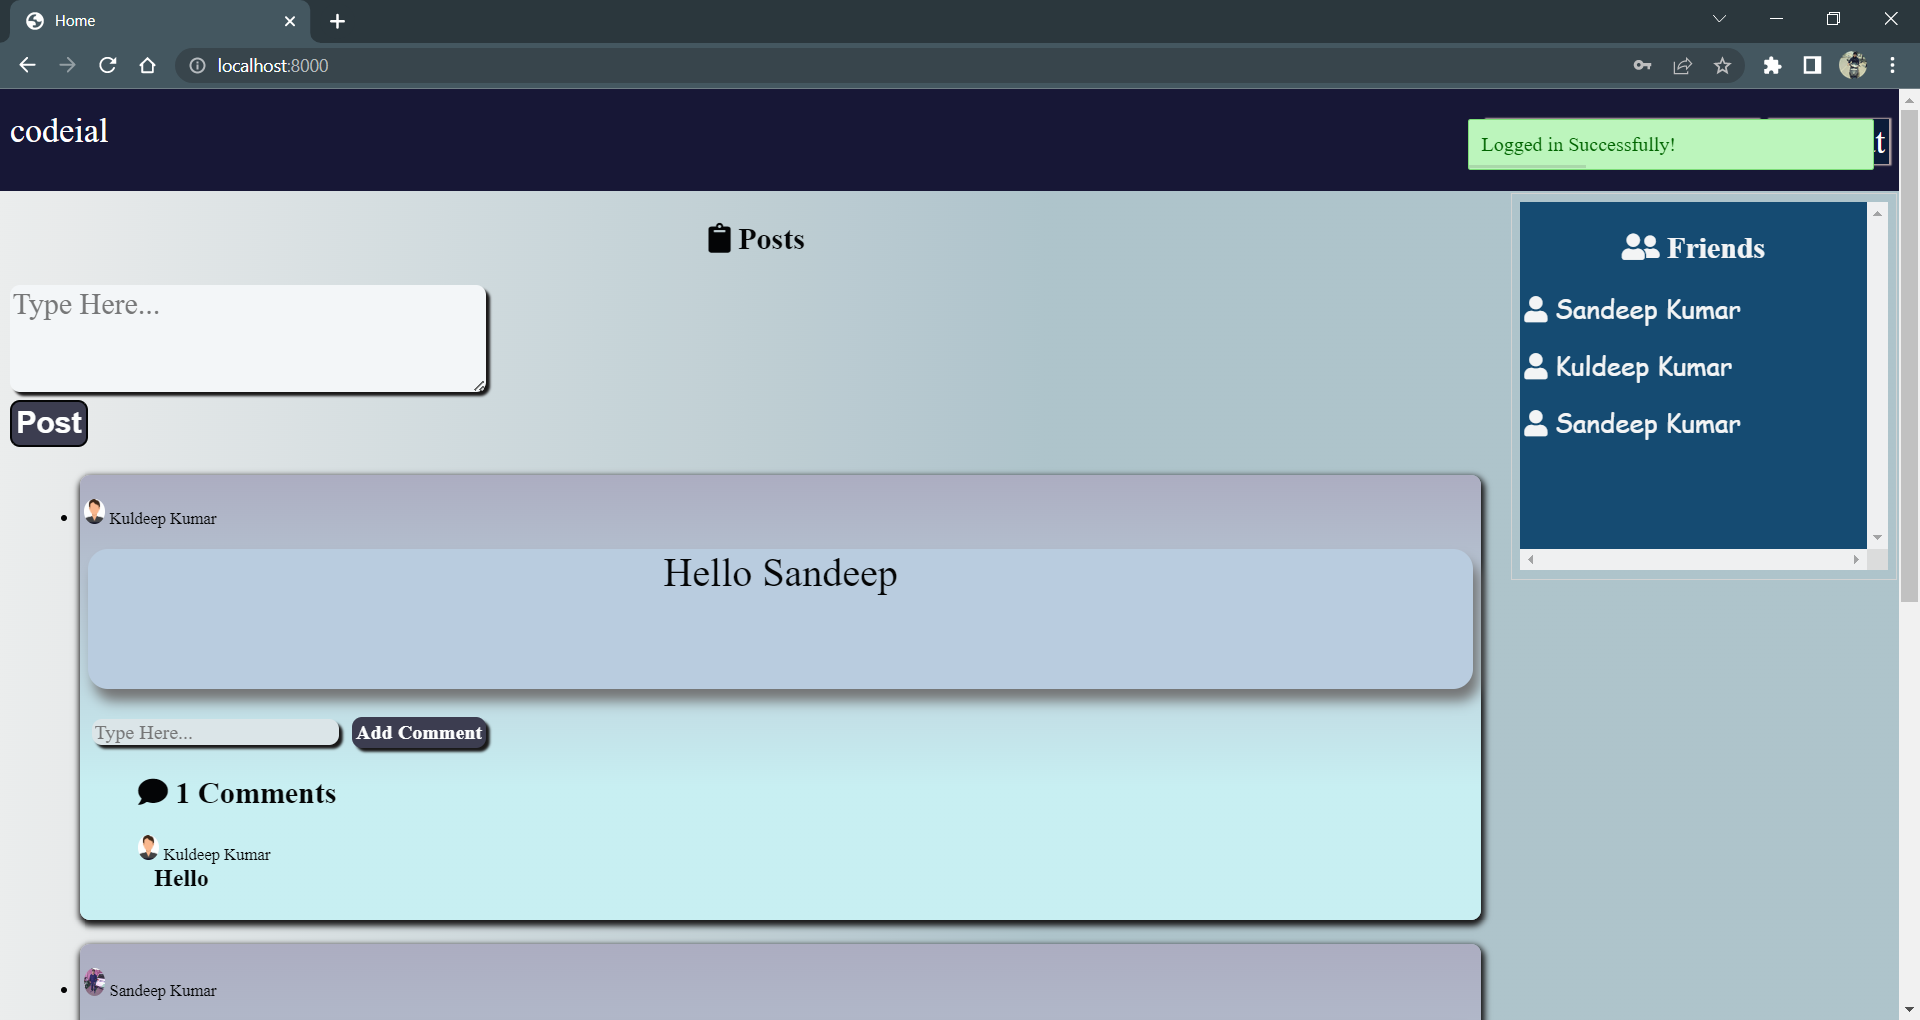 Home
localhost:8000
codeial
Logged in Successfully!
t
Posts
Type Here...
Post
Friends
Sandeep Kumar
Kuldeep Kumar
Sandeep Kumar
Kuldeep Kumar
Hello Sandeep
Type Here...
Add Comment
1 Comments
Kuldeep Kumar
Hello
Sandeep Kumar